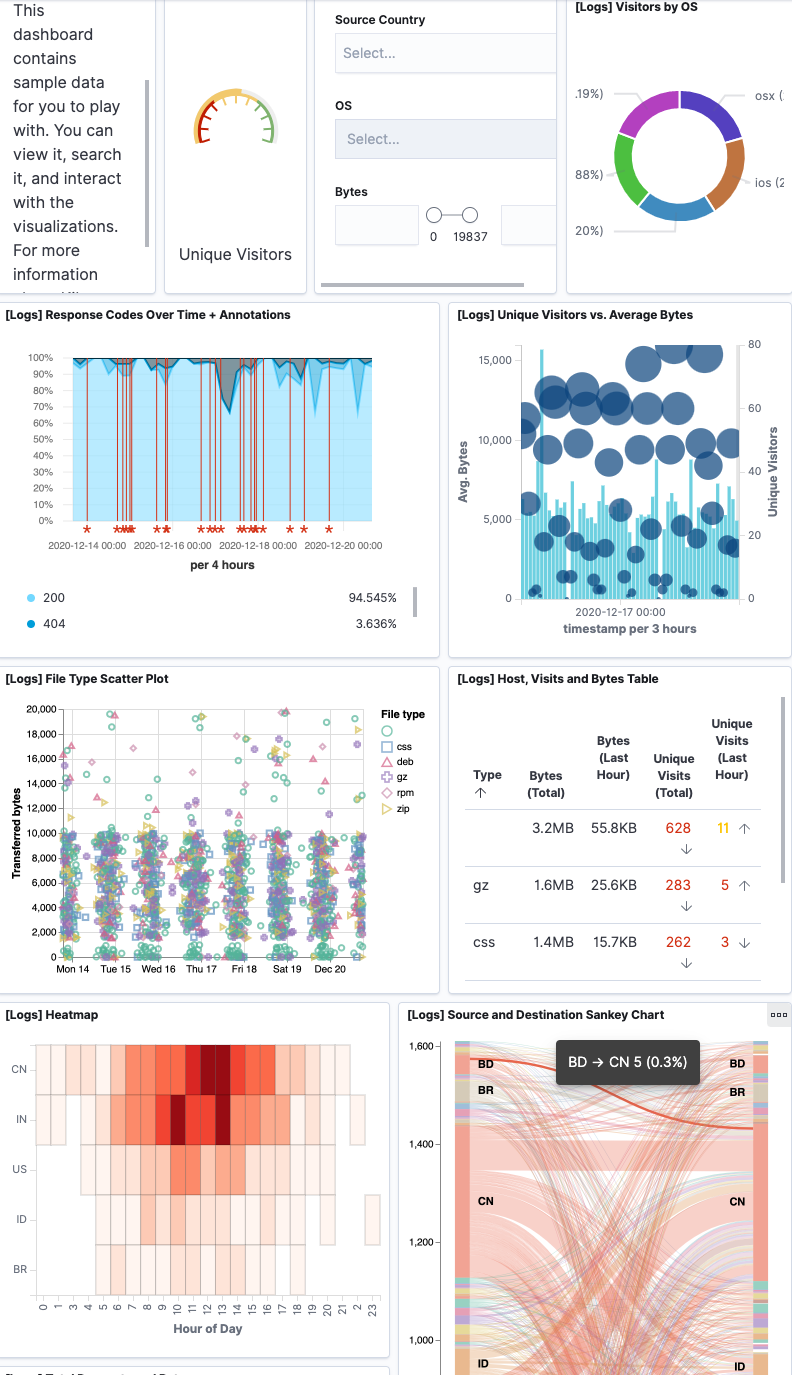 This
dashboard
contains
sample data
for you to play
with. You can
view it, search
it, and interact
with the
visualizations.
For more
information
Unique Visitors
Source Country
Select...
OS
Select...
Bytes
0 19837
[Logs] Visitors by OS
.19%)
osx (
88%)
ios (2
20%)
[Logs] Response Codes Over Time + Annotations
100%
90%
80%
70%
60%
50%
40%
30%
20%
10%
0%
2020-12-14 00:00 2020-12-16 00:00 2020-12-18 00:00 2020-12-20 00:00
per 4 hours
200 94.545%
404 3.636%
[Logs] Unique Visitors vs. Average Bytes
15,000
10,000
5,000
0
Avg. Bytes
80
60
40
20
0
Unique Visitors
2020-12-17 00:00
timestamp per 3 hours
[Logs] File Type Scatter Plot
20,000
18,000
16,000
14,000
12,000
10,000
8,000
6,000
4,000
2,000
0
Transferred bytes
Mon 14 Tue 15 Wed 16 Thu 17 Fri 18 Sat 19 Dec 20
File type
css
deb
gz
rpm
zip
[Logs] Host, Visits and Bytes Table
Type ↑
Bytes (Total)
Bytes (Last Hour)
Unique Visits (Total)
Unique Visits (Last Hour)
3.2MB 55.8KB 628 ↓ 11 ↑
gz 1.6MB 25.6KB 283 ↓ 5 ↑
css 1.4MB 15.7KB 262 ↓ 3 ↓
[Logs] Heatmap
CN
IN
US
ID
BR
0 1 3 4 5 6 7 8 9 10 11 12 13 14 15 16 17 18 19 20 21 2 23
Hour of Day
[Logs] Source and Destination Sankey Chart
1,600
1,400
1,200
1,000
BD → CN 5 (0.3%)
BD BD
BR BR
CN CN
ID ID